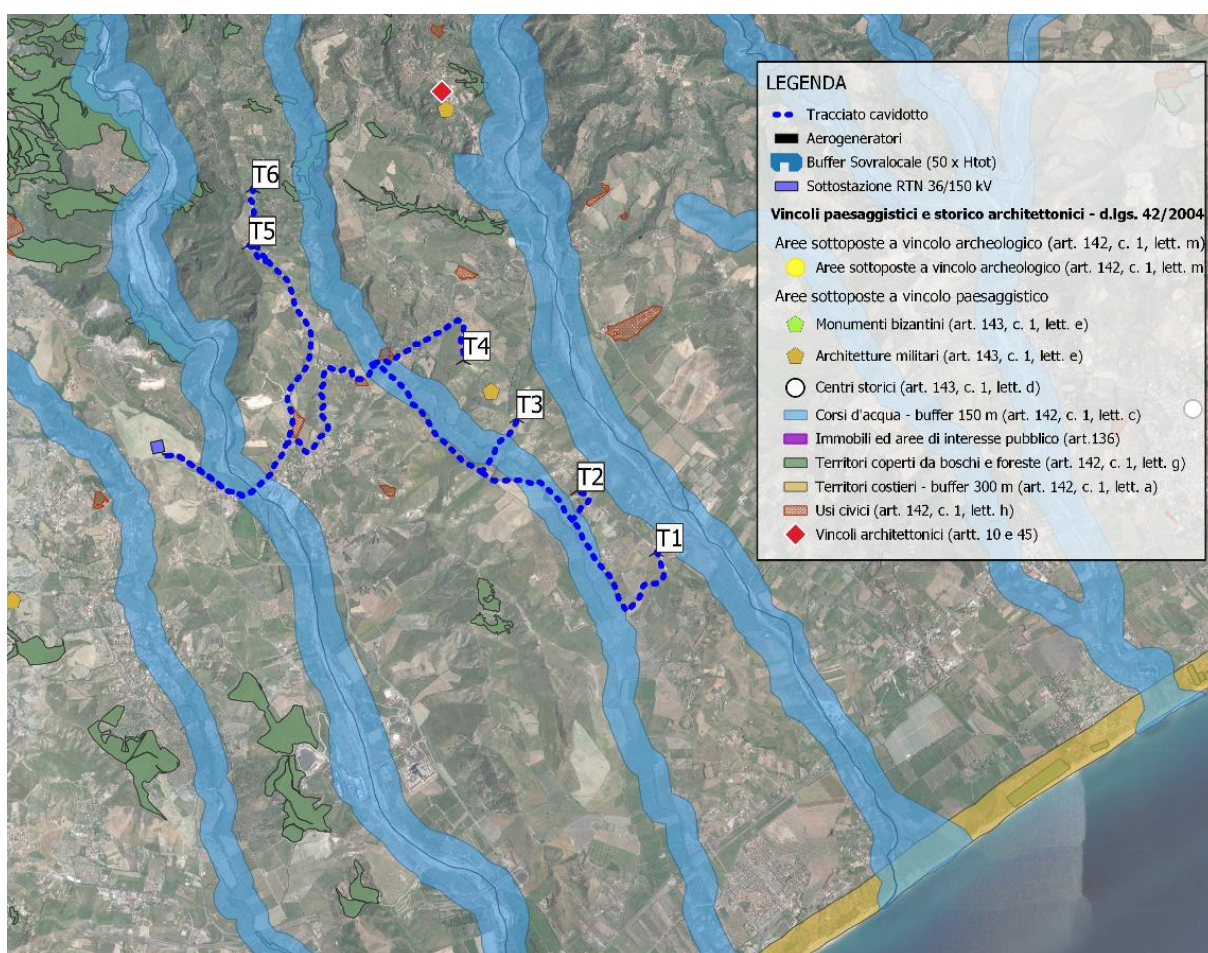 LEGENDA
Tracciato cavidotto
Aerogeneratori
Buffer Sovralocale (50 x Htot)
Sottostazione RTN 36/150 kV
Vincoli paesaggistici e storico architettonici - d.lgs. 42/2004
Aree sottoposte a vincolo archeologico (art. 142, c. 1, lett. m)
Aree sottoposte a vincolo archeologico (art. 142, c. 1, lett. m
Aree sottoposte a vincolo paesaggistico
Monumenti bizantini (art. 143, c. 1, lett. e)
Architetture militari (art. 143, c. 1, lett. e)
Centri storici (art. 143, c. 1, lett. d)
Corsi d'acqua - buffer 150 m (art. 142, c. 1, lett. c)
Immobili ed aree di interesse pubblico (art.136)
Territori coperti da boschi e foreste (art. 142, c. 1, lett. g)
Territori costieri - buffer 300 m (art. 142, c. 1, lett. a)
Usi civici (art. 142, c. 1, lett. h)
Vincoli architettonici (artt. 10 e 45)
T6
T5
T4
T3
T2
T1